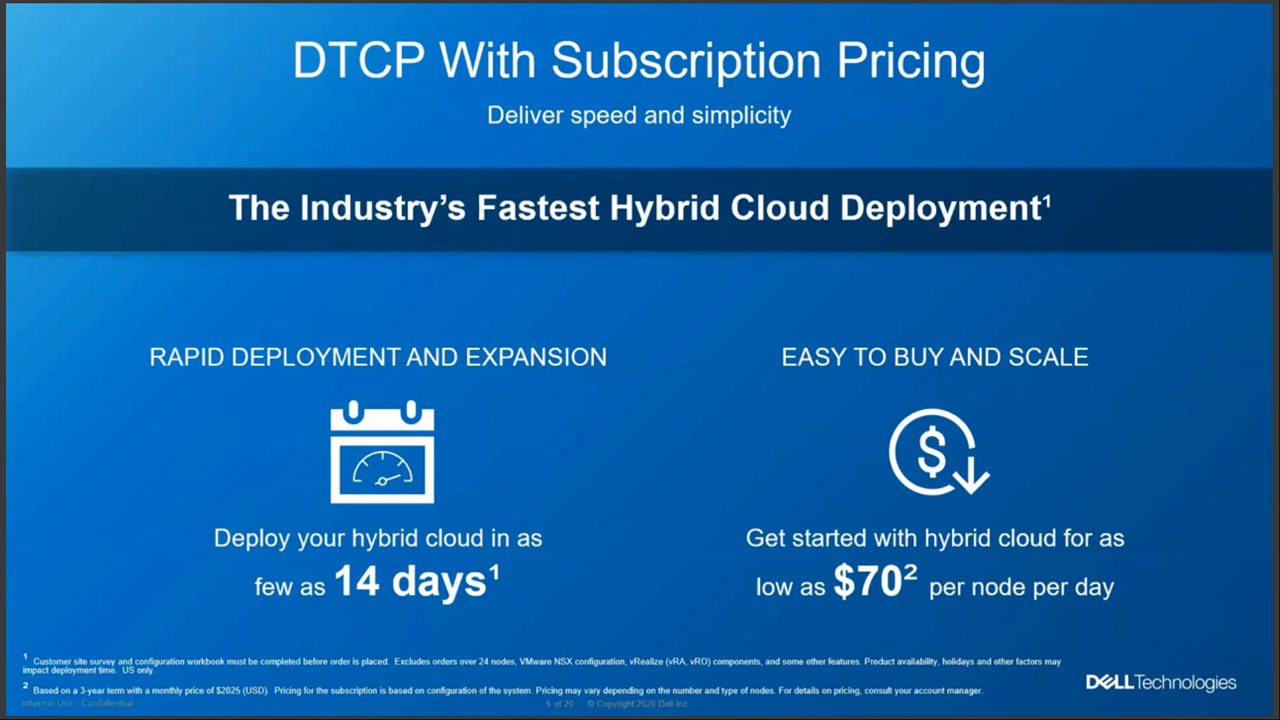 DTCP With Subscription Pricing
Deliver speed and simplicity
The Industry's Fastest Hybrid Cloud Deployment¹
RAPID DEPLOYMENT AND EXPANSION
EASY TO BUY AND SCALE
$
Deploy your hybrid cloud in as
few as 14 days¹
Get started with hybrid cloud for as
low as $70² per node per day
1 Customer site survey and configuration workbook must be completed before order is placed. Excludes orders over 24 nodes, VMware NSX configuration, vRealize (vRA, vRO) components, and some other features. Product availability, holidays and other factors may
impact deployment time. US only.
2 Based on a 3-year term with a monthly price of $2025 (USD). Pricing for the subscription is based on configuration of the system. Pricing may vary depending on the number and type of nodes. For details on pricing, consult your account manager.
DELLTechnologies
Internal Use - Confidential
9 of 20 © Copyright 2020 Dell Inc